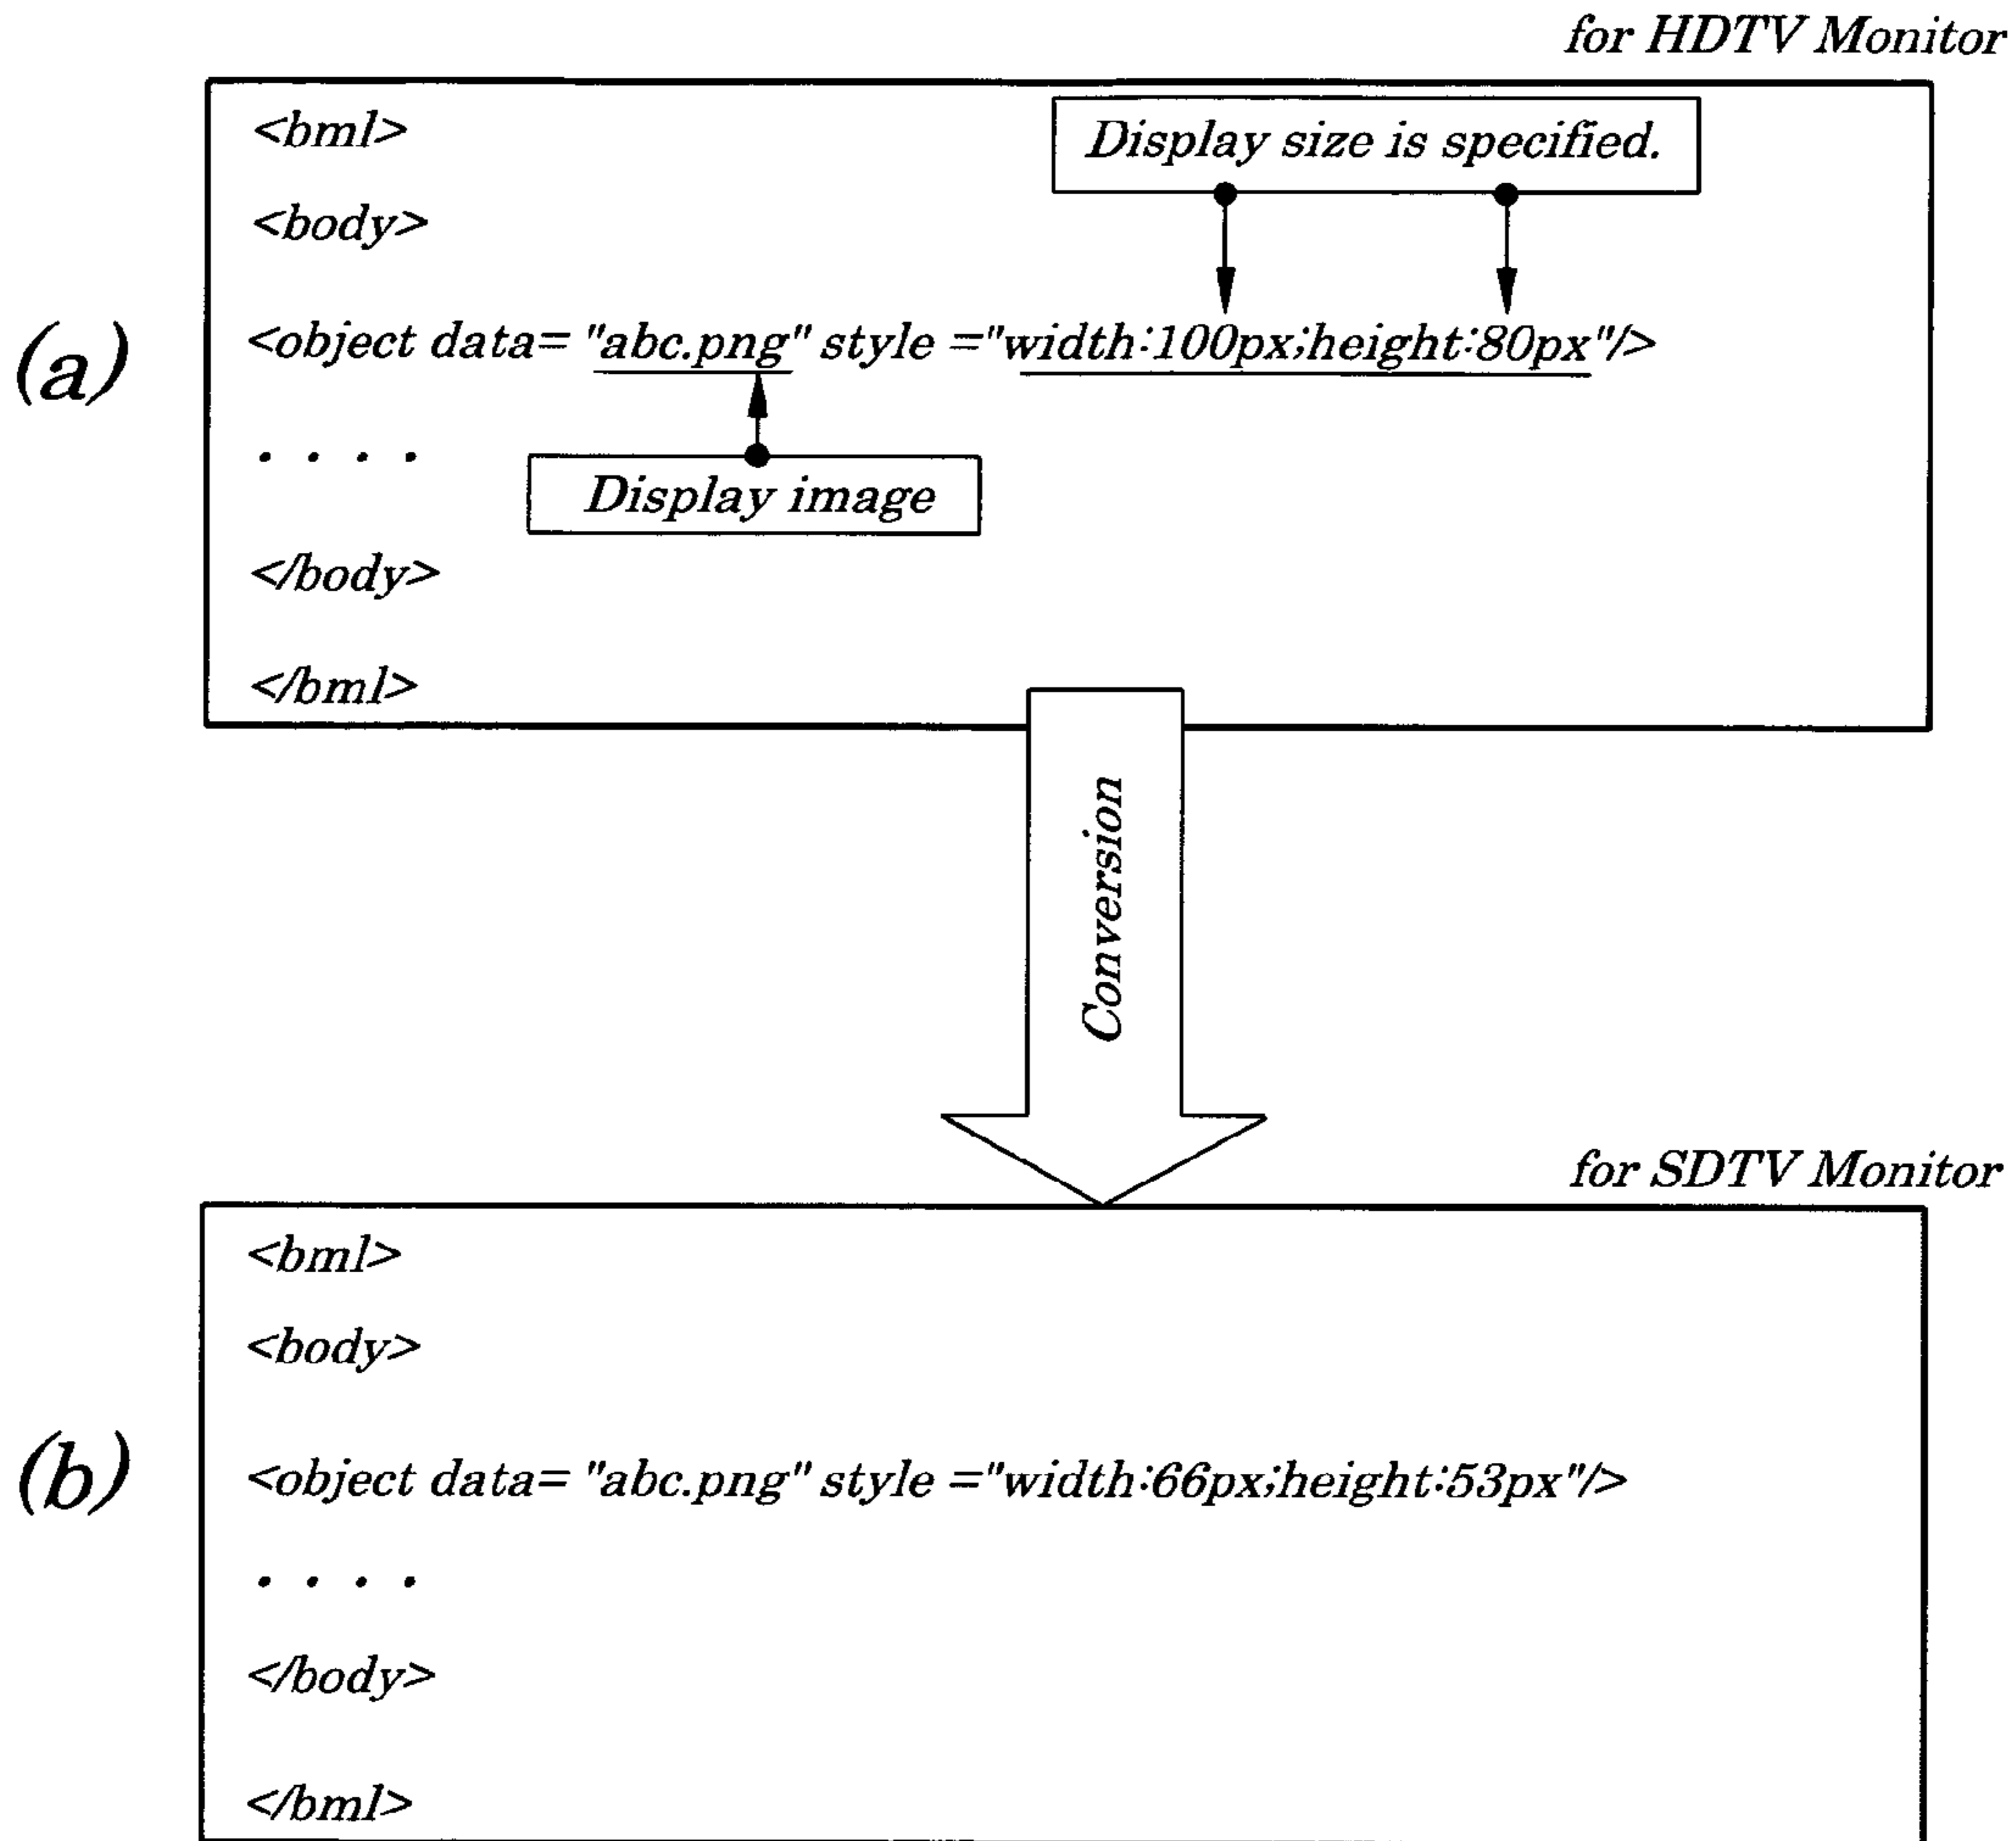 for HDTV Monitor
<bml>
Display size is specified.
<body>
(a)
<object data= "abc.png" style ="width:100px;height:80px"/>
. . . .
Display image
</body>
</bml>
Conversion
for SDTV Monitor
<bml>
<body>
(b)
<object data= "abc.png" style ="width:66px;height:53px"/>
. . . .
</body>
</bml>